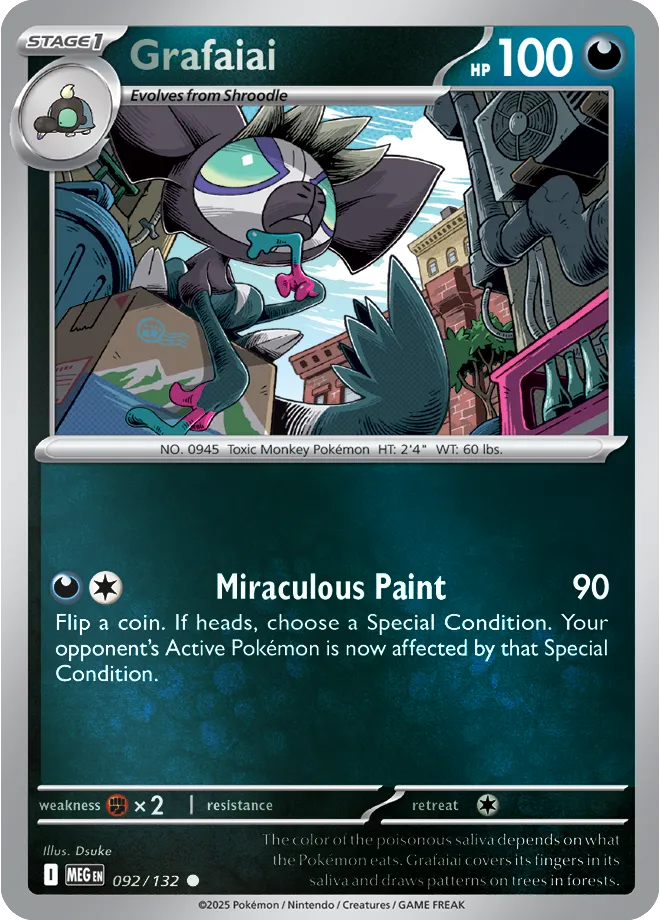 STAGE1
Grafaiai
HP 100
Evolves from Shroodle
NO. 0945 Toxic Monkey Pokémon HT: 2'4" WT: 60 lbs.
Miraculous Paint 90
Flip a coin. If heads, choose a Special Condition. Your
opponent's Active Pokémon is now affected by that Special
Condition.
weakness ×2 resistance retreat
Illus. Dsuke
The color of the poisonous saliva depends on what
the Pokémon eats. Grafaiai covers its fingers in its
saliva and draws patterns on trees in forests.
I MEG EN 092/132
©2025 Pokémon / Nintendo / Creatures / GAME FREAK